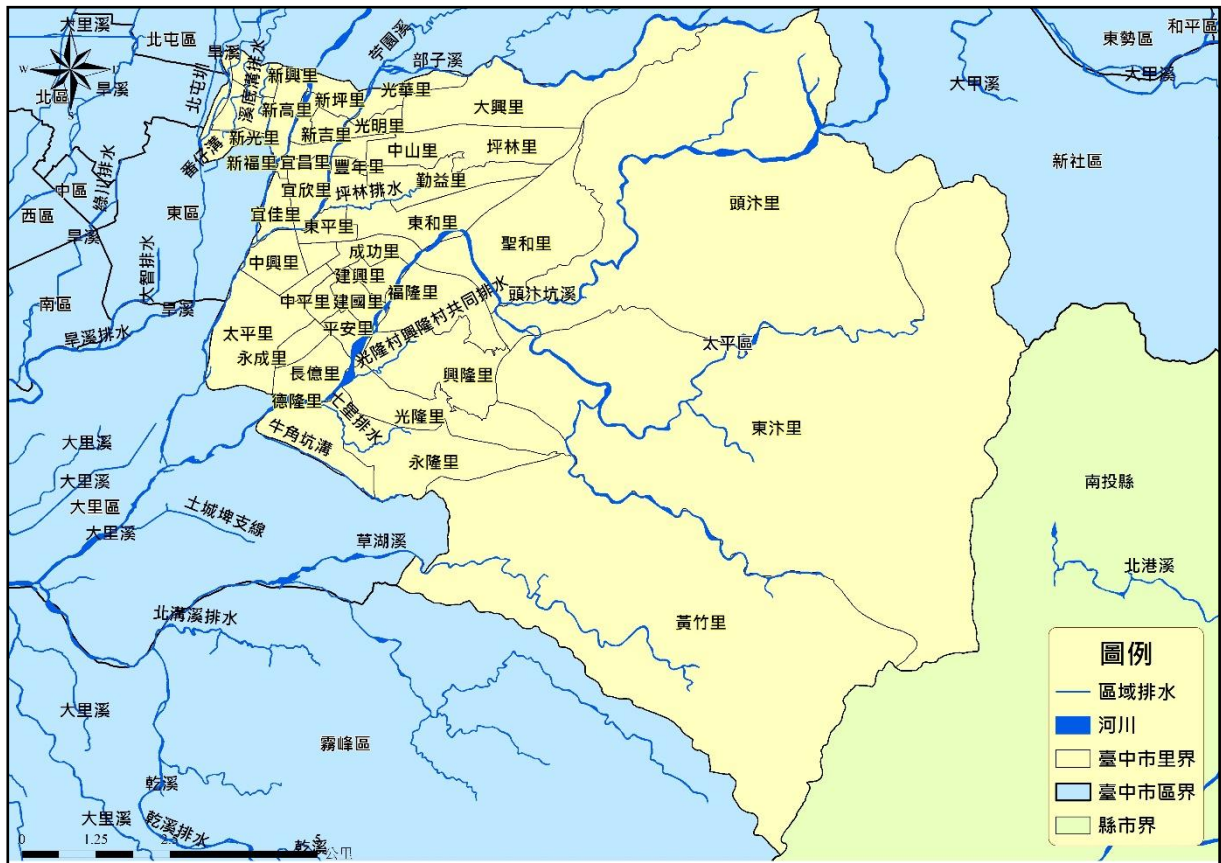 大里溪
北屯區
旱溪
溪底溝排水
旱溪
芋園溪
部子溪
東勢區
和平區
大里溪
大甲溪
新社區
N
W
E
S
北區
旱溪
北屯圳
新興里
新坪里
光華里
新高里
光明里
大興里
新光里
新吉里
中山里
坪林里
番仔溝
新福里
宜昌里
豐年里
勤益里
頭汴里
中區
綠川排水
西區
東區
宜欣里
坪林排水
宜佳里
東平里
東和里
聖和里
旱溪
大智排水
中興里
成功里
建興里
福隆里
頭汴坑溪
南區
旱溪
中平里
建國里
光隆村興隆村共同排水
旱溪排水
太平里
平安里
太平區
永成里
長億里
興隆里
德隆里
十里排水
光隆里
東汴里
牛角坑溝
永隆里
大里溪
大里溪
大里區
大里溪
土城埤支線
草湖溪
南投縣
北港溪
北溝溪排水
黃竹里
大里溪
霧峰區
乾溪
大里溪
乾溪排水
乾溪
0
1.25
2.5
5
公里
圖例
區域排水
河川
臺中市里界
臺中市區界
縣市界